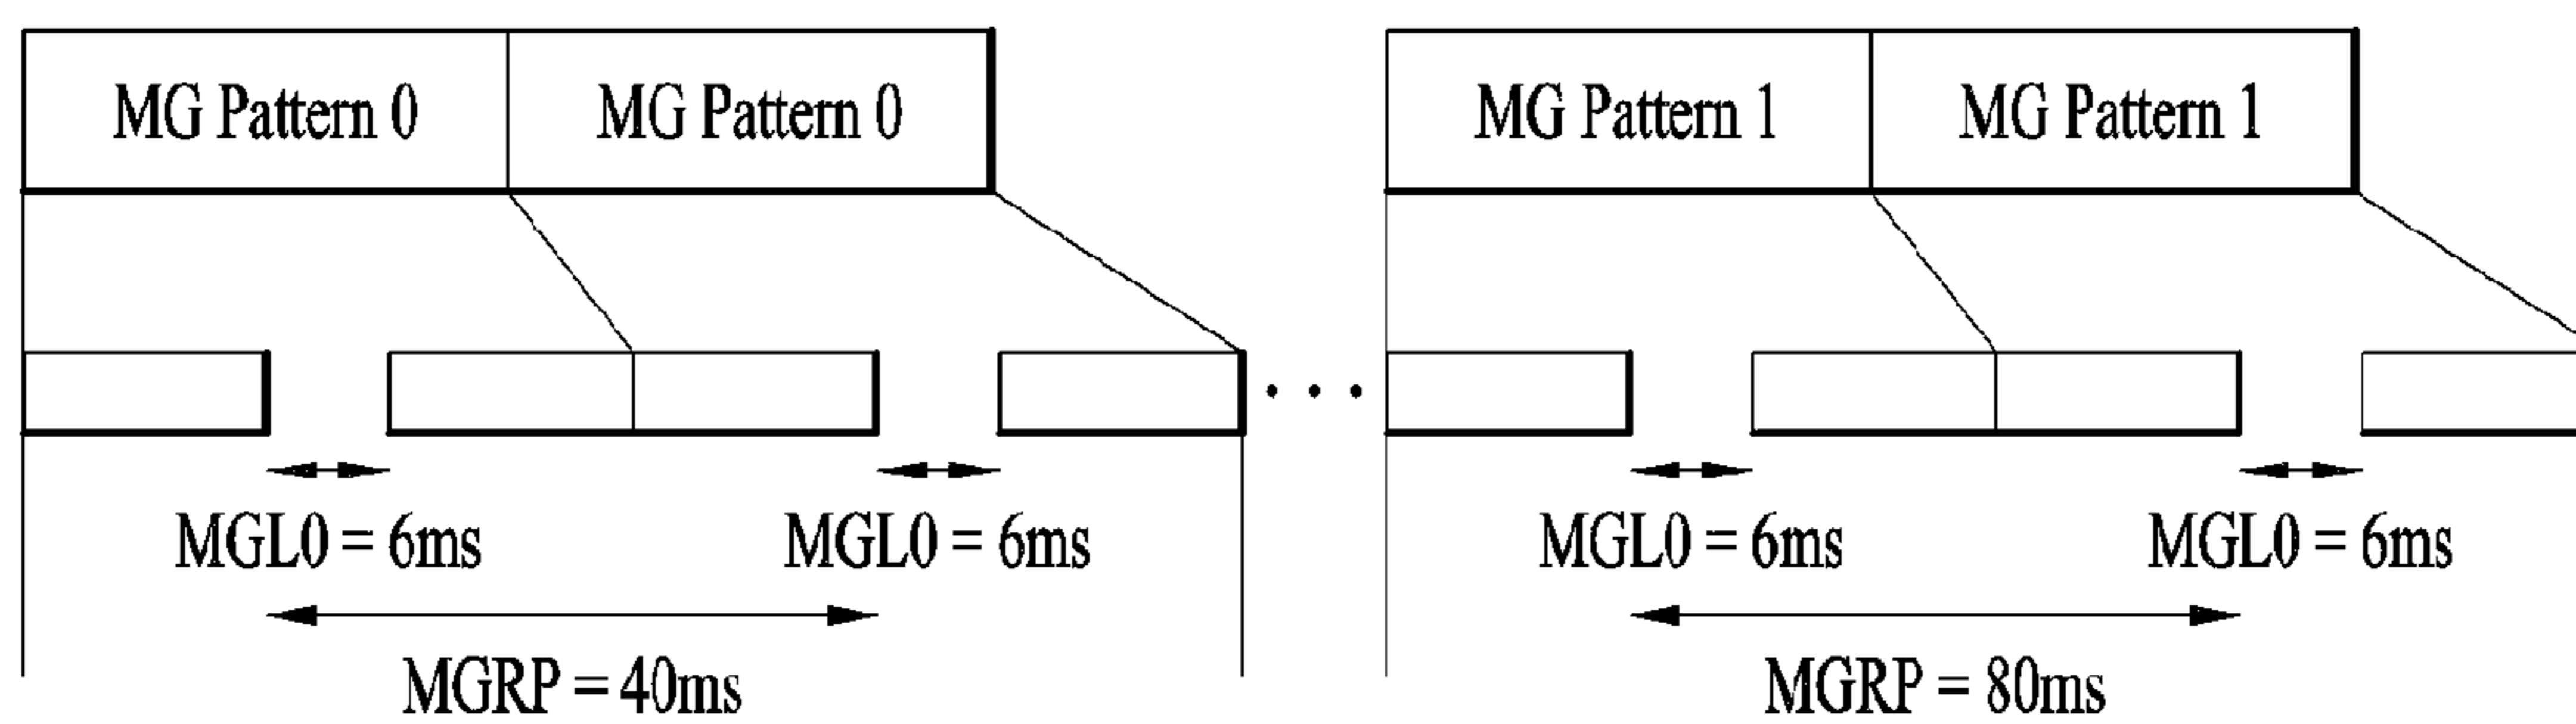 MG Pattern 0 MG Pattern 0 MG Pattern 1 MG Pattern 1
MGL0 = 6ms MGL0 = 6ms MGL0 = 6ms MGL0 = 6ms
MGRP = 40ms MGRP = 80ms